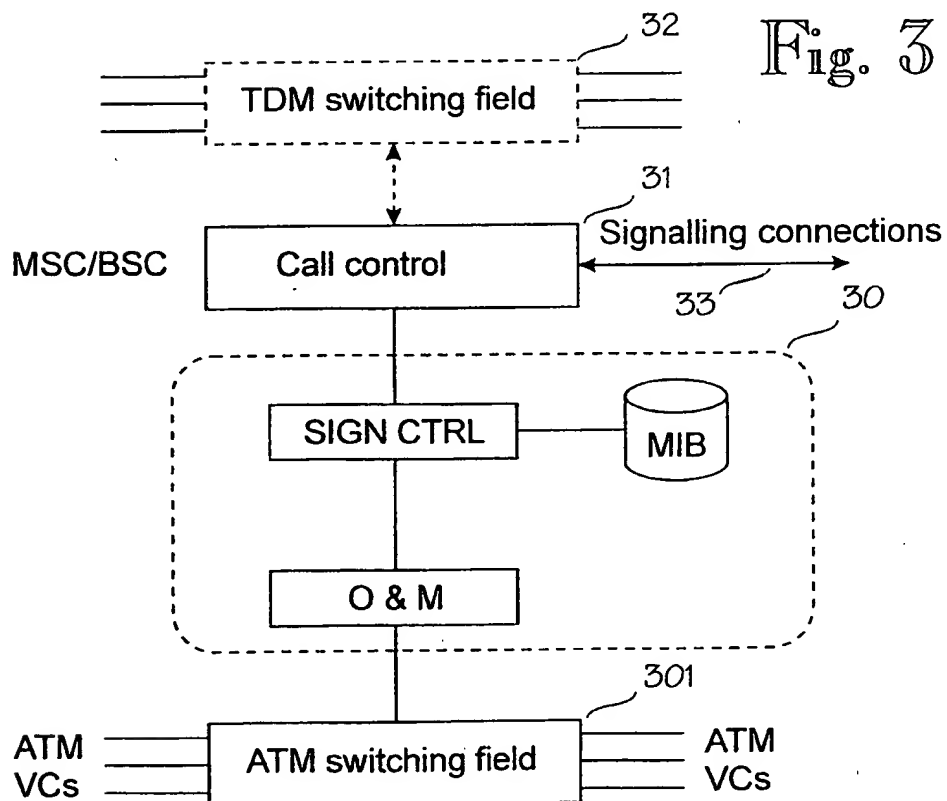 32
Fig. 3
TDM switching field
31
MSC/BSC
Call control
Signalling connections
33
30
SIGN CTRL
MIB
O & M
301
ATM
VCs
ATM switching field
ATM
VCs